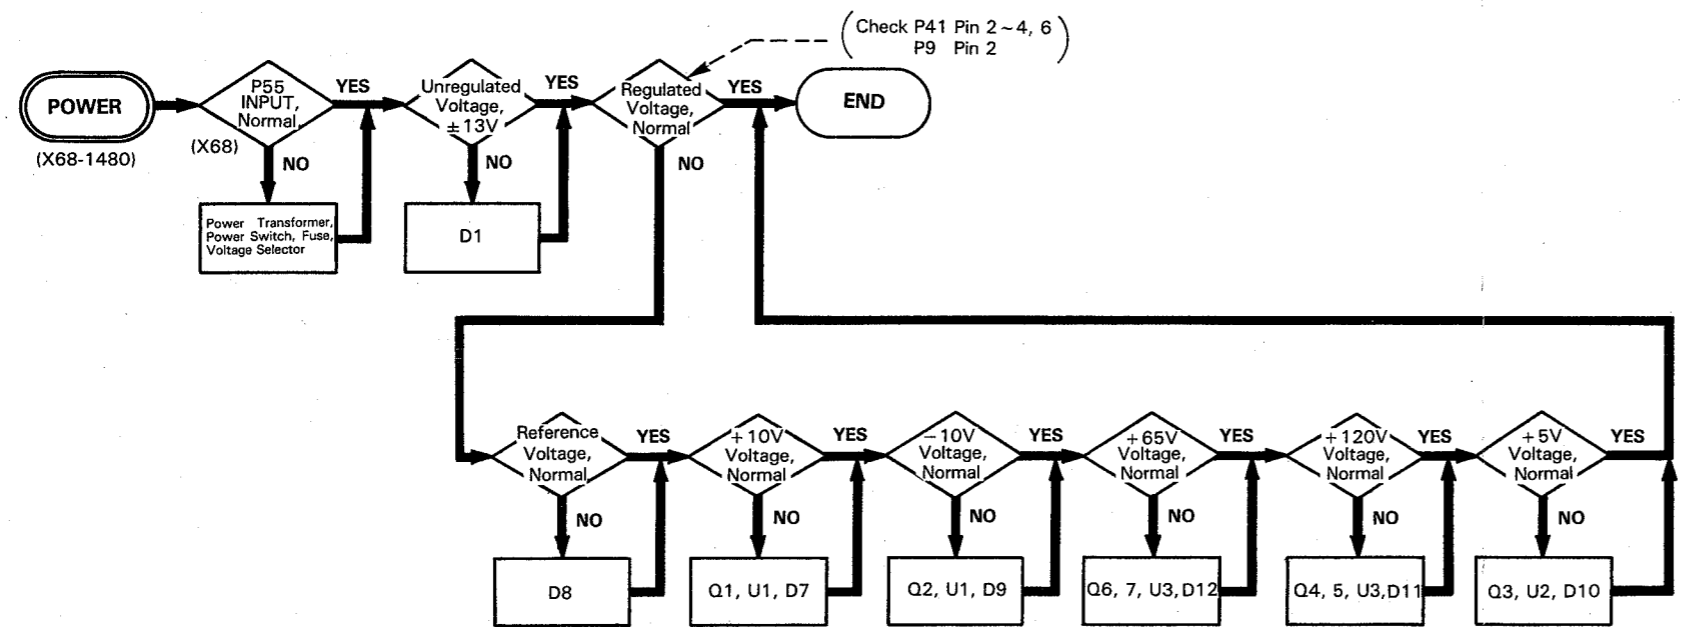 Check P41 Pin 2~4, 6
P9 Pin 2
POWER
(X68-1480)
P55
INPUT,
Normal
(X68)
YES
NO
Power Transformer,
Power Switch, Fuse,
Voltage Selector
Unregulated
Voltage,
±13V
YES
NO
D1
Regulated
Voltage,
Normal
YES
NO
END
Reference
Voltage,
Normal
YES
NO
D8
+10V
Voltage,
Normal
YES
NO
Q1, U1, D7
−10V
Voltage,
Normal
YES
NO
Q2, U1, D9
+65V
Voltage,
Normal
YES
NO
Q6, 7, U3, D12
+120V
Voltage,
Normal
YES
NO
Q4, 5, U3, D11
+5V
Voltage,
Normal
YES
NO
Q3, U2, D10